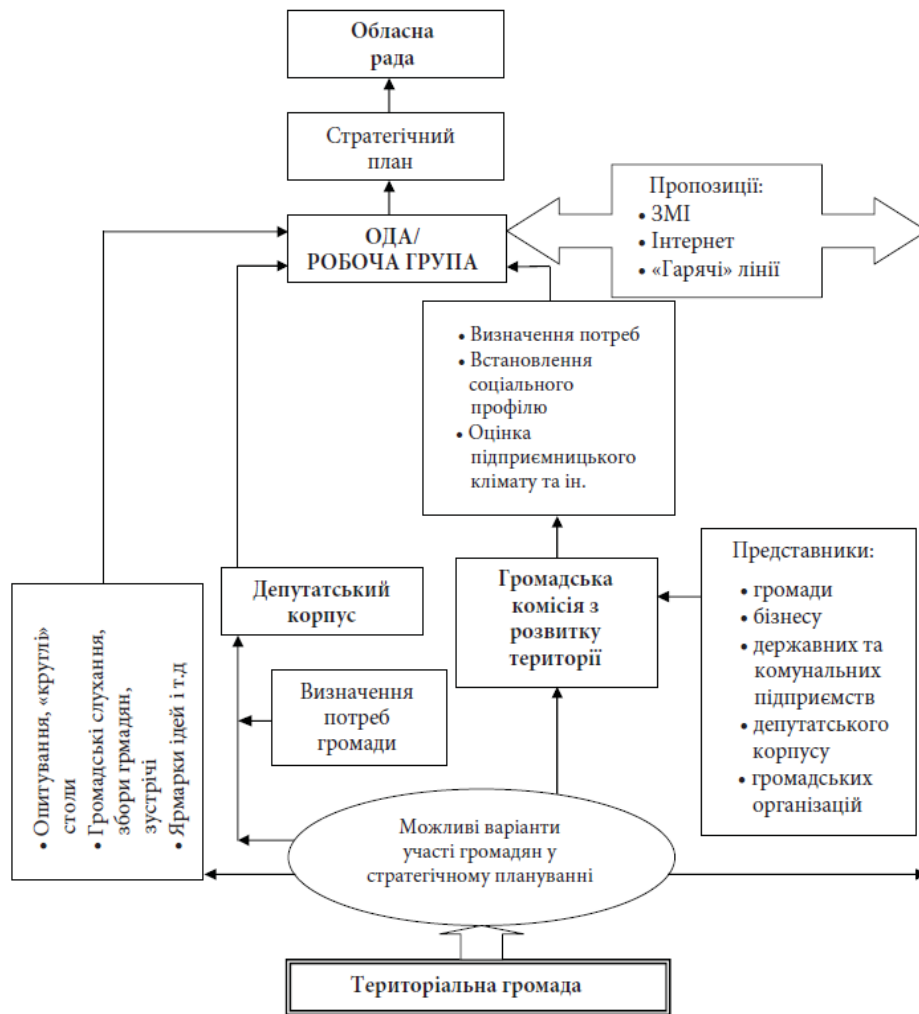 Обласна
рада
Стратегічний
план
Пропозиції:
• ЗМІ
• Інтернет
• «Гарячі» лінії
ОДА/
РОБОЧА ГРУПА
• Визначення потреб
• Встановлення
соціального
профілю
• Оцінка
підприємницького
клімату та ін.
Депутатський
корпус
Громадська
комісія з
розвитку
території
Представники:
• громади
• бізнесу
• державних та
комунальних
підприємств
• депутатського
корпусу
• громадських
організацій
• Опитування, «круглі»
столи
• Громадські слухання,
збори грмадян,
зустрічі
• Ярмарки ідей і т.д
Визначення
потреб
громади
Можливі варіанти
участі громадян у
стратегічному плануванні
Територіальна громада